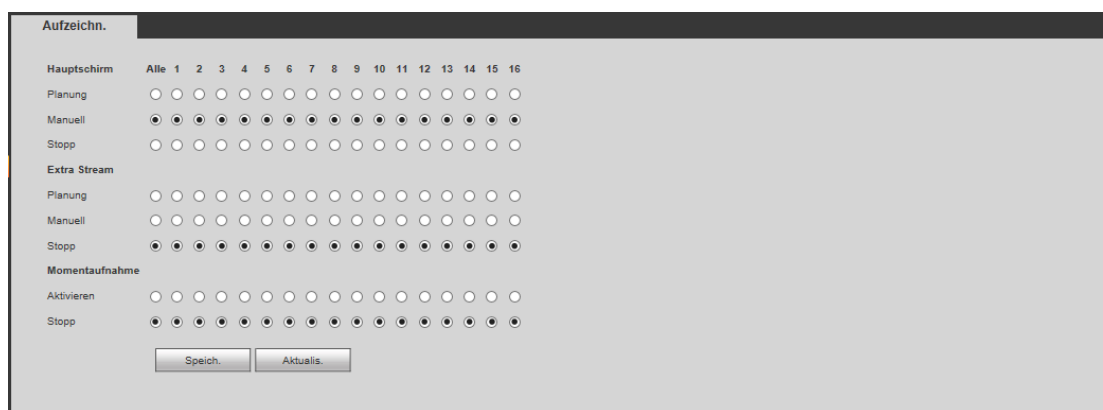 Aufzeichn.
Hauptschirm Alle 1 2 3 4 5 6 7 8 9 10 11 12 13 14 15 16
Planung
Manuell
Stopp
Extra Stream
Planung
Manuell
Stopp
Momentaufnahme
Aktivieren
Stopp
Speich. Aktualis.